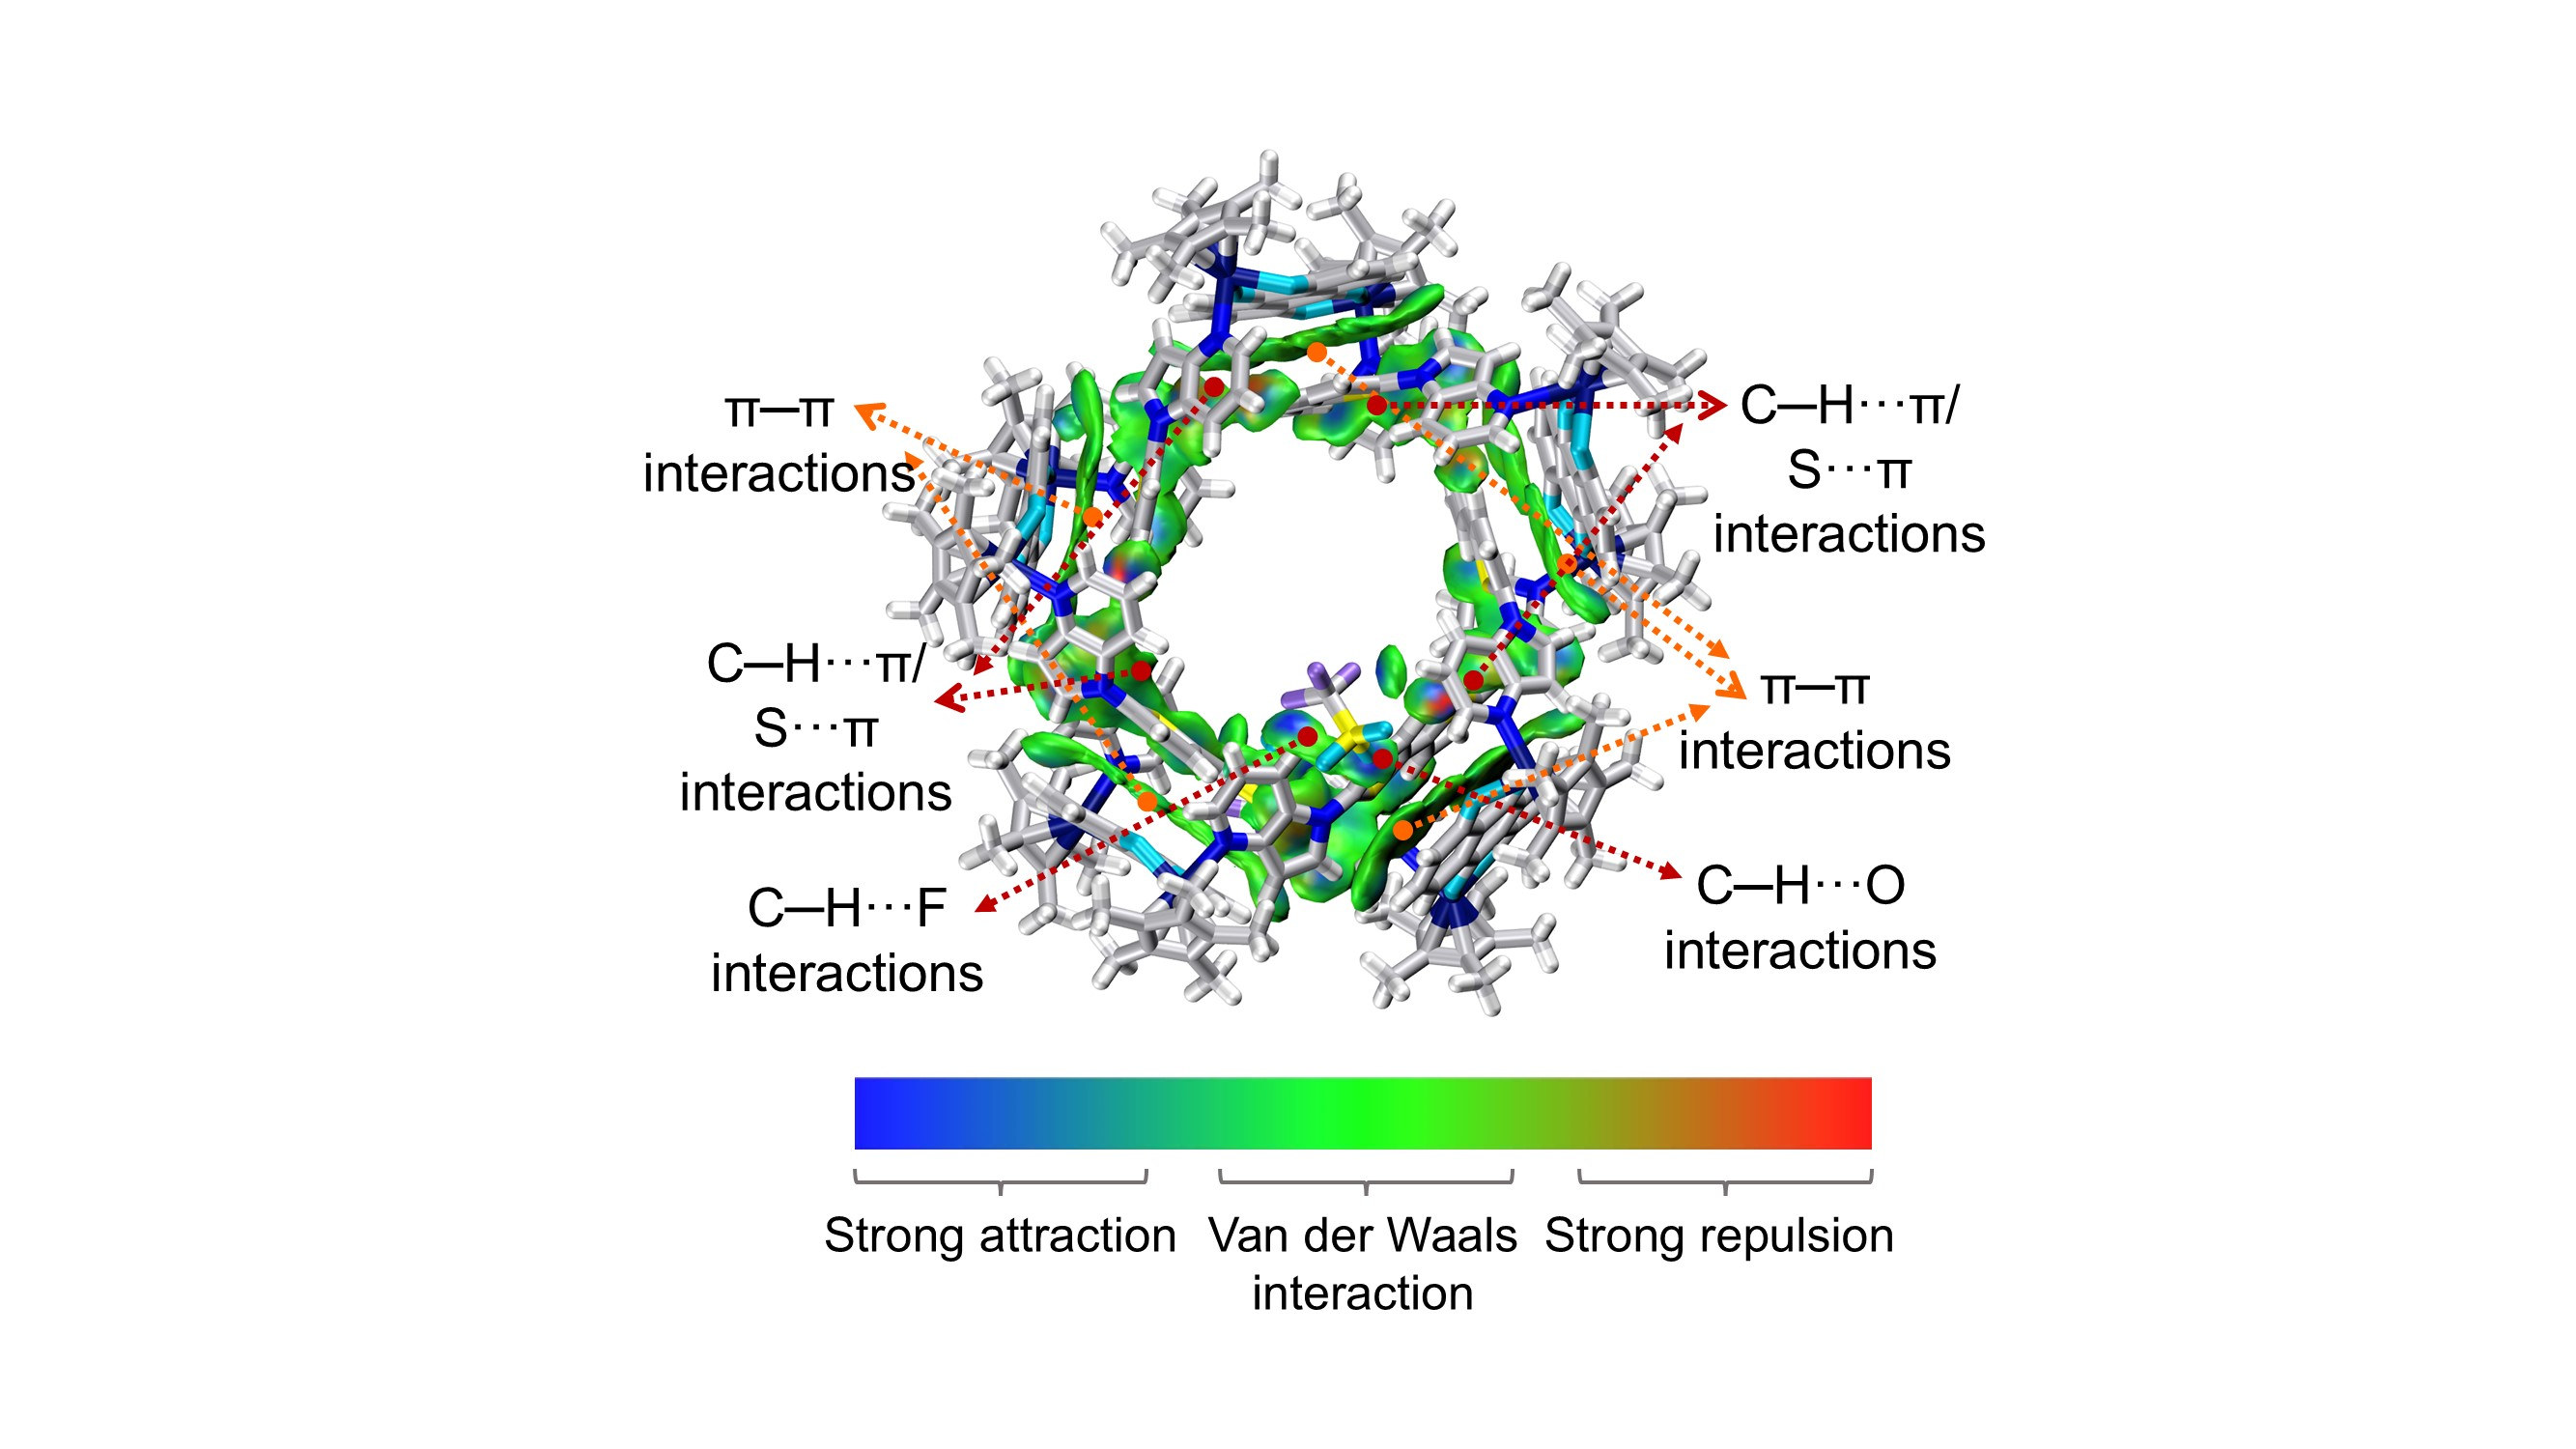 π—π
interactions
C—H···π/
S···π
interactions
C—H···F
interactions
C—H···π/
S···π
interactions
π—π
interactions
C—H···O
interactions
Strong attraction
Van der Waals
interaction
Strong repulsion